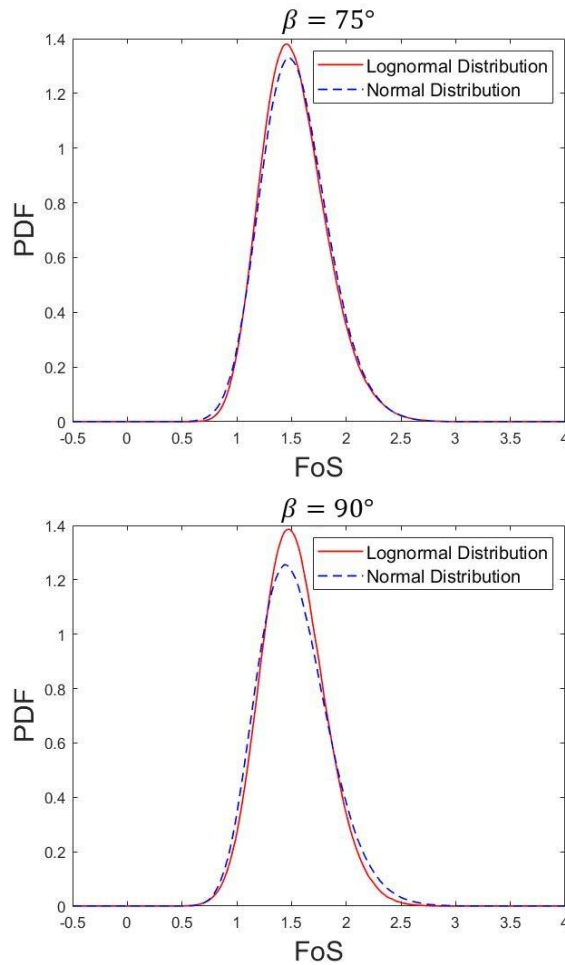 β = 75°
1.4
1.2
1
0.8
0.6
0.4
0.2
0
PDF
Lognormal Distribution
Normal Distribution
-0.5 0 0.5 1 1.5 2 2.5 3 3.5 4
FoS
β = 90°
1.4
1.2
1
0.8
0.6
0.4
0.2
0
PDF
Lognormal Distribution
Normal Distribution
-0.5 0 0.5 1 1.5 2 2.5 3 3.5 4
FoS